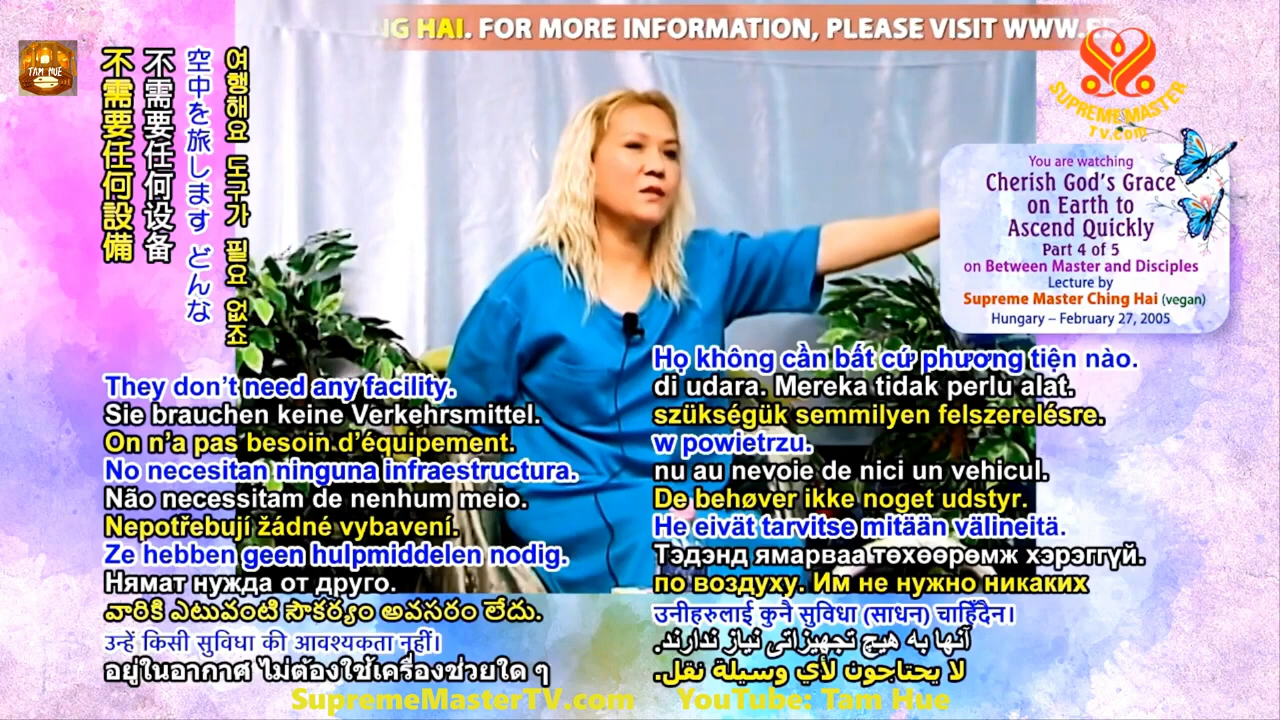 NG HAI. FOR MORE INFORMATION, PLEASE VISIT WWW.
TAM HUE
SUPREME MASTER
TV.com
不需要任何設備
不需要任何设备
空中を旅します どんな
여행해요 도구가 필요 없죠
You are watching
Cherish God's Grace
on Earth to
Ascend Quickly
Part 4 of 5
on Between Master and Disciples
Lecture by
Supreme Master Ching Hai (vegan)
Hungary – February 27, 2005
They don't need any facility.
Sie brauchen keine Verkehrsmittel.
On n'a pas besoin d'équipement.
No necesitan ninguna infraestructura.
Não necessitam de nenhum meio.
Nepotřebují žádné vybavení.
Ze hebben geen hulpmiddelen nodig.
Нямат нужда от друго.
వారికి ఎటువంటి సౌకర్యం అవసరం లేదు.
उन्हें किसी सुविधा की आवश्यकता नहीं।
อยู่ในอากาศ ไม่ต้องใช้เครื่องช่วยใด ๆ
Họ không cần bất cứ phương tiện nào.
di udara. Mereka tidak perlu alat.
szükségük semmilyen felszerelésre.
w powietrzu.
nu au nevoie de nici un vehicul.
De behøver ikke noget udstyr.
He eivät tarvitse mitään välineitä.
Тэдэнд ямарваа төхөөрөмж хэрэггүй.
по воздуху. Им не нужно никаких
उनीहरुलाई कुनै सुविधा (साधन) चाहिँदैन।
آنها به هیچ تجهیزاتی نیاز ندارند.
لا يحتاجون لأي وسيلة نقل.
SupremeMasterTV.com YouTube: Tam Hue